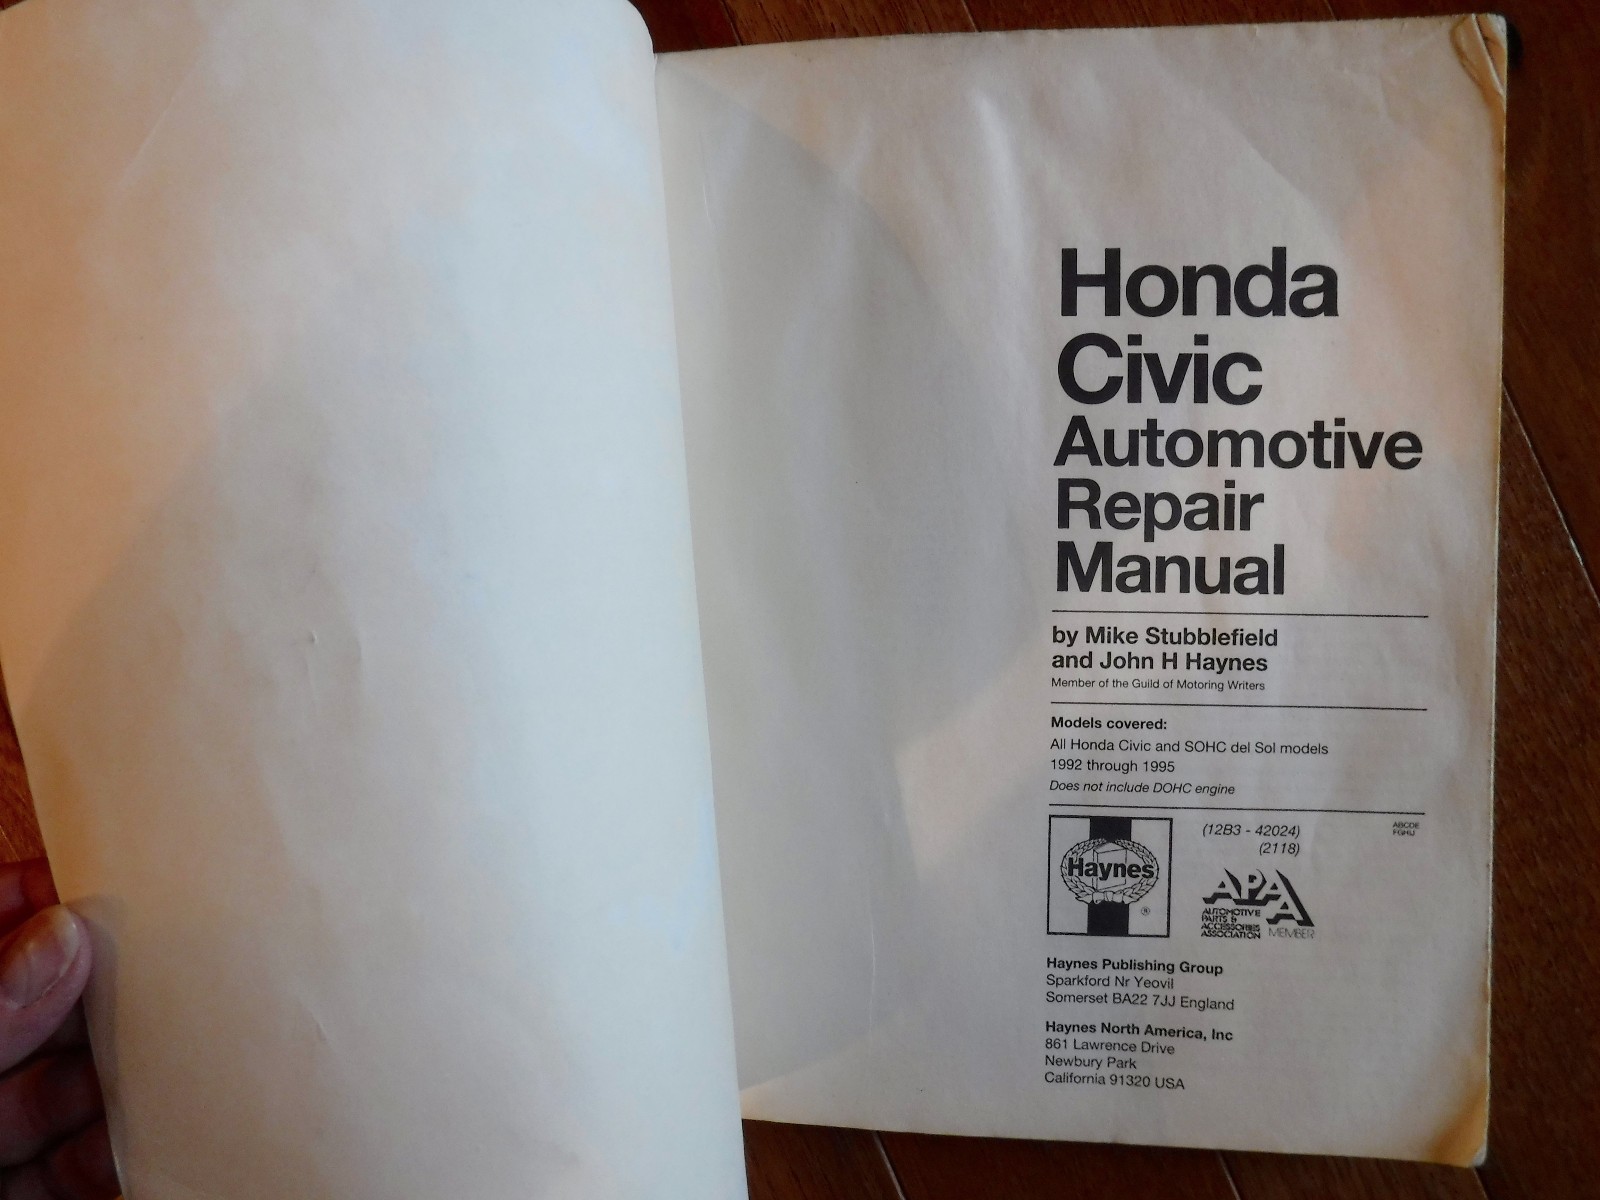 Honda
Civic
Automotive
Repair
Manual
by Mike Stubblefield
and John H Haynes
Member of the Guild of Motoring Writers
Models covered:
All Honda Civic and SOHC del Sol models
1992 through 1995
Does not include DOHC engine
Haynes
®
(12B3 - 42024)
(2118)
ABCDE
FGHIJ
APAA
AUTOMOTIVE
PARTS &
ACCESSORIES
ASSOCIATION
MEMBER
Haynes Publishing Group
Sparkford Nr Yeovil
Somerset BA22 7JJ England
Haynes North America, Inc
861 Lawrence Drive
Newbury Park
California 91320 USA